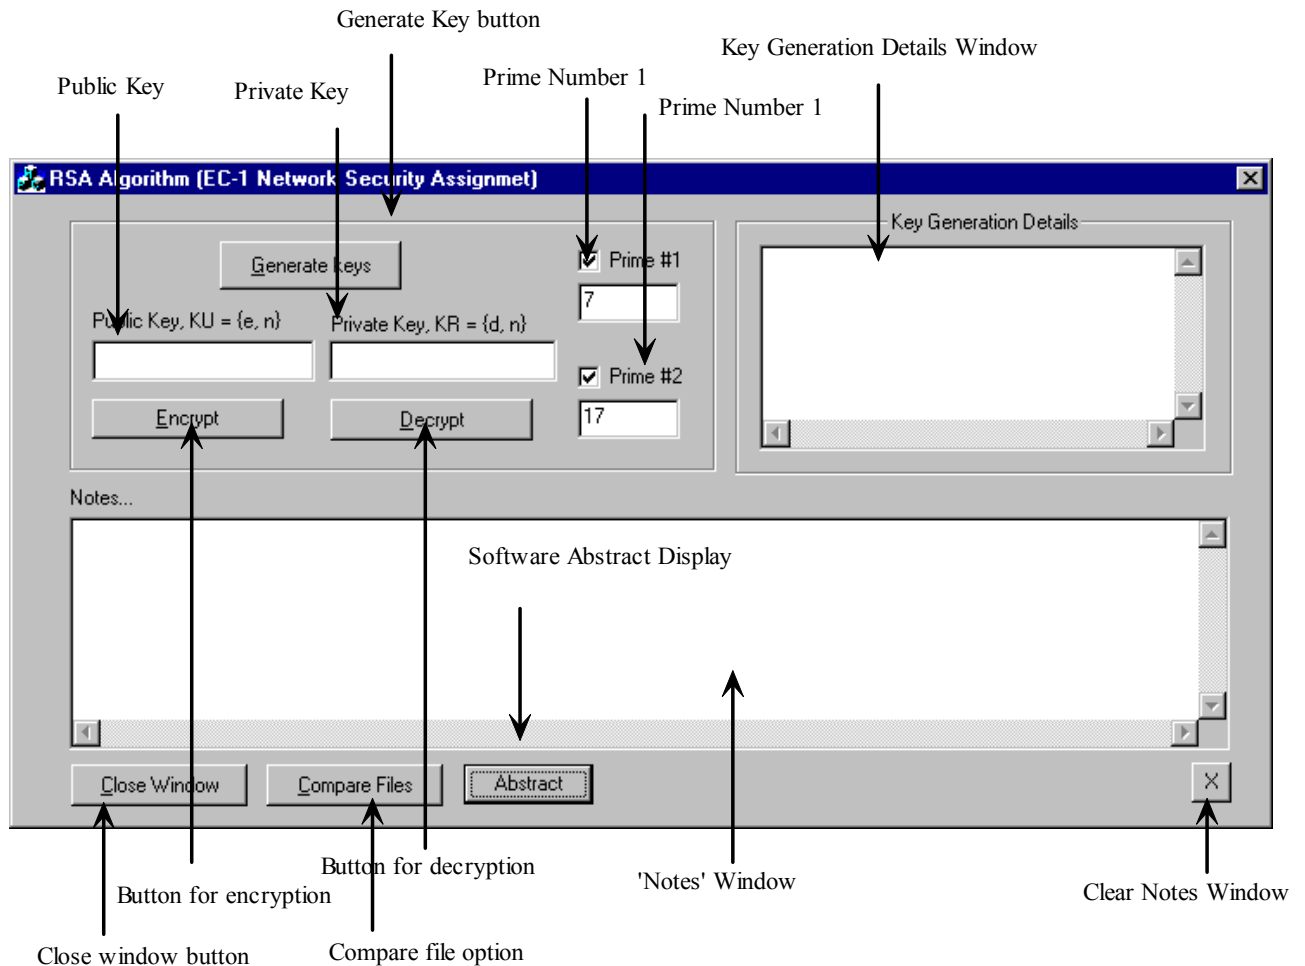 Generate Key button
Key Generation Details Window
Public Key
Private Key
Prime Number 1
Prime Number 1
RSA Algorithm (EC-1 Network Security Assignmet)
Key Generation Details
Generate keys
Prime #1
7
Public Key, KU = {e, n}
Private Key, KR = {d, n}
Prime #2
Encrypt
Decrypt
17
Notes...
Software Abstract Display
Close Window
Compare Files
Abstract
X
Button for decryption
Button for encryption
'Notes' Window
Clear Notes Window
Close window button
Compare file option